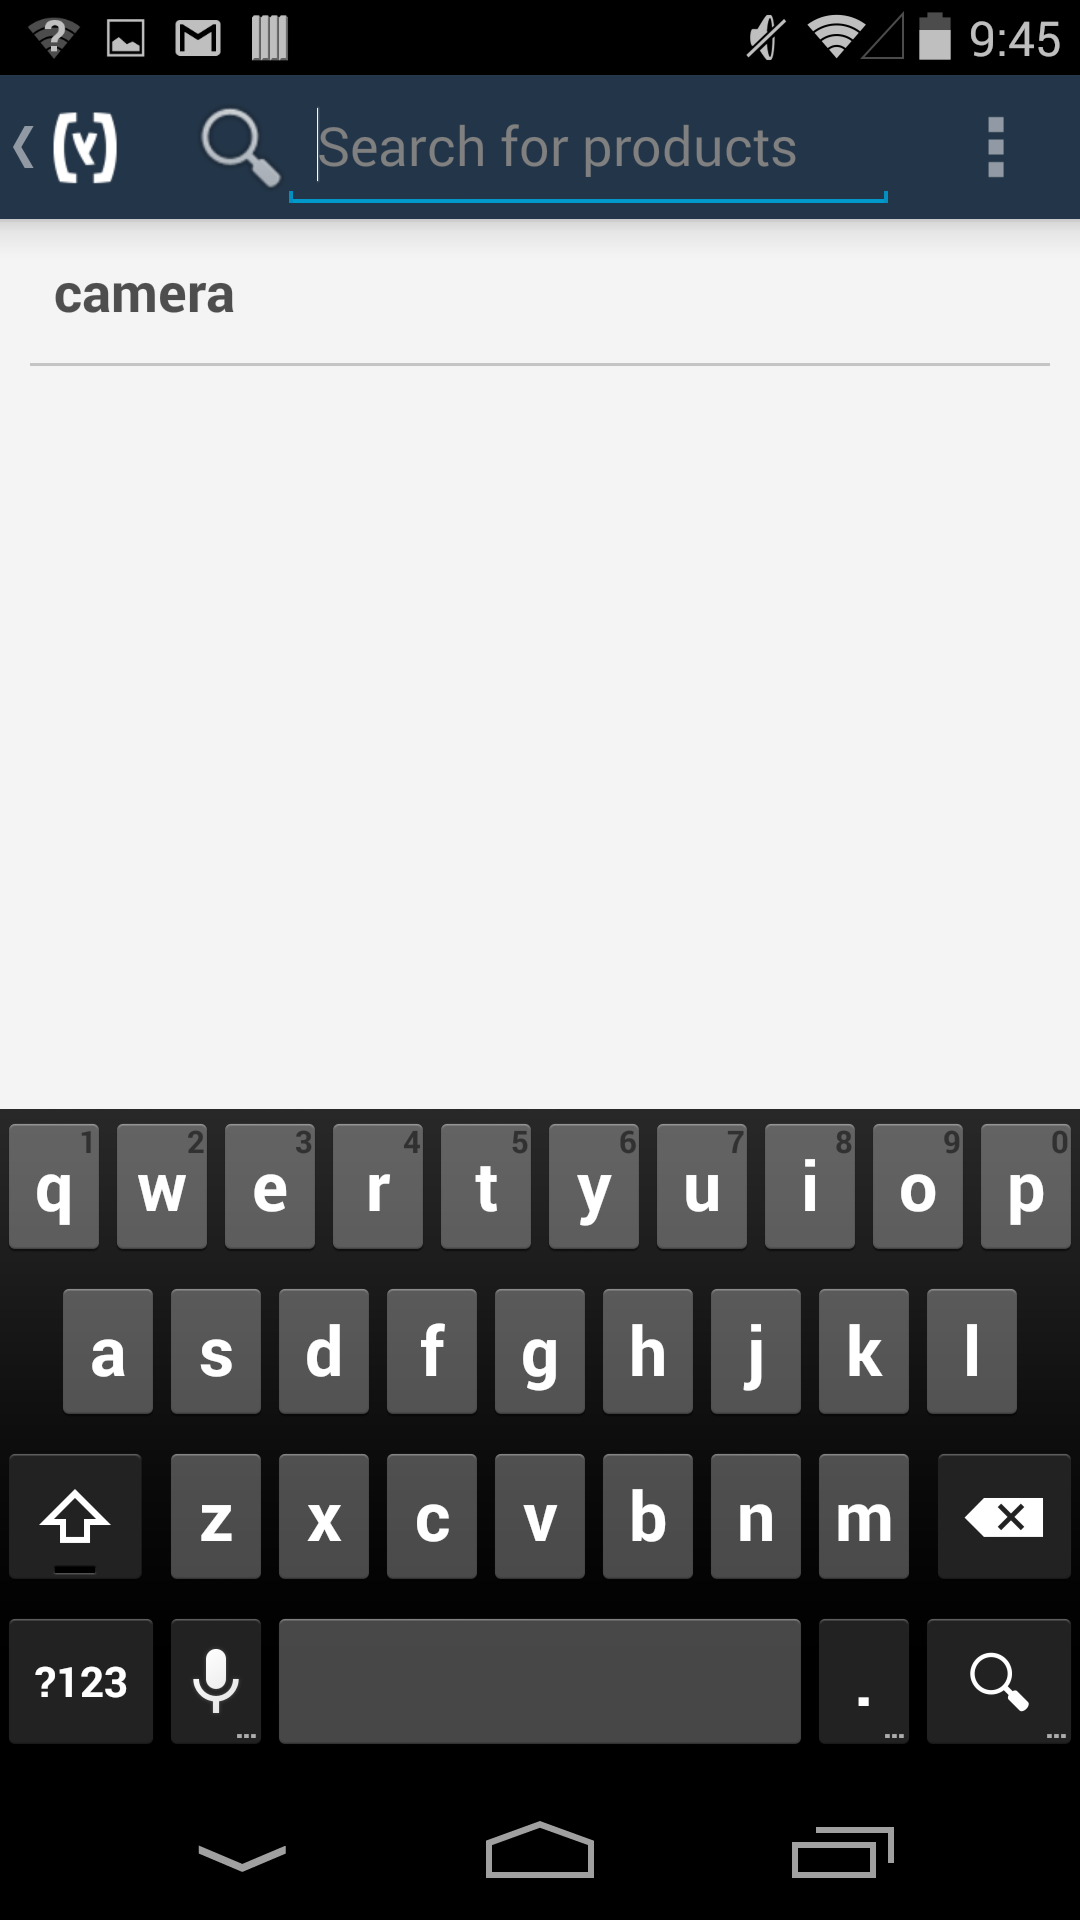 9:45
Search for products
camera
1 2 3 4 5 6 7 8 9 0
q w e r t y u i o p
a s d f g h j k l
z x c v b n m
?123 .